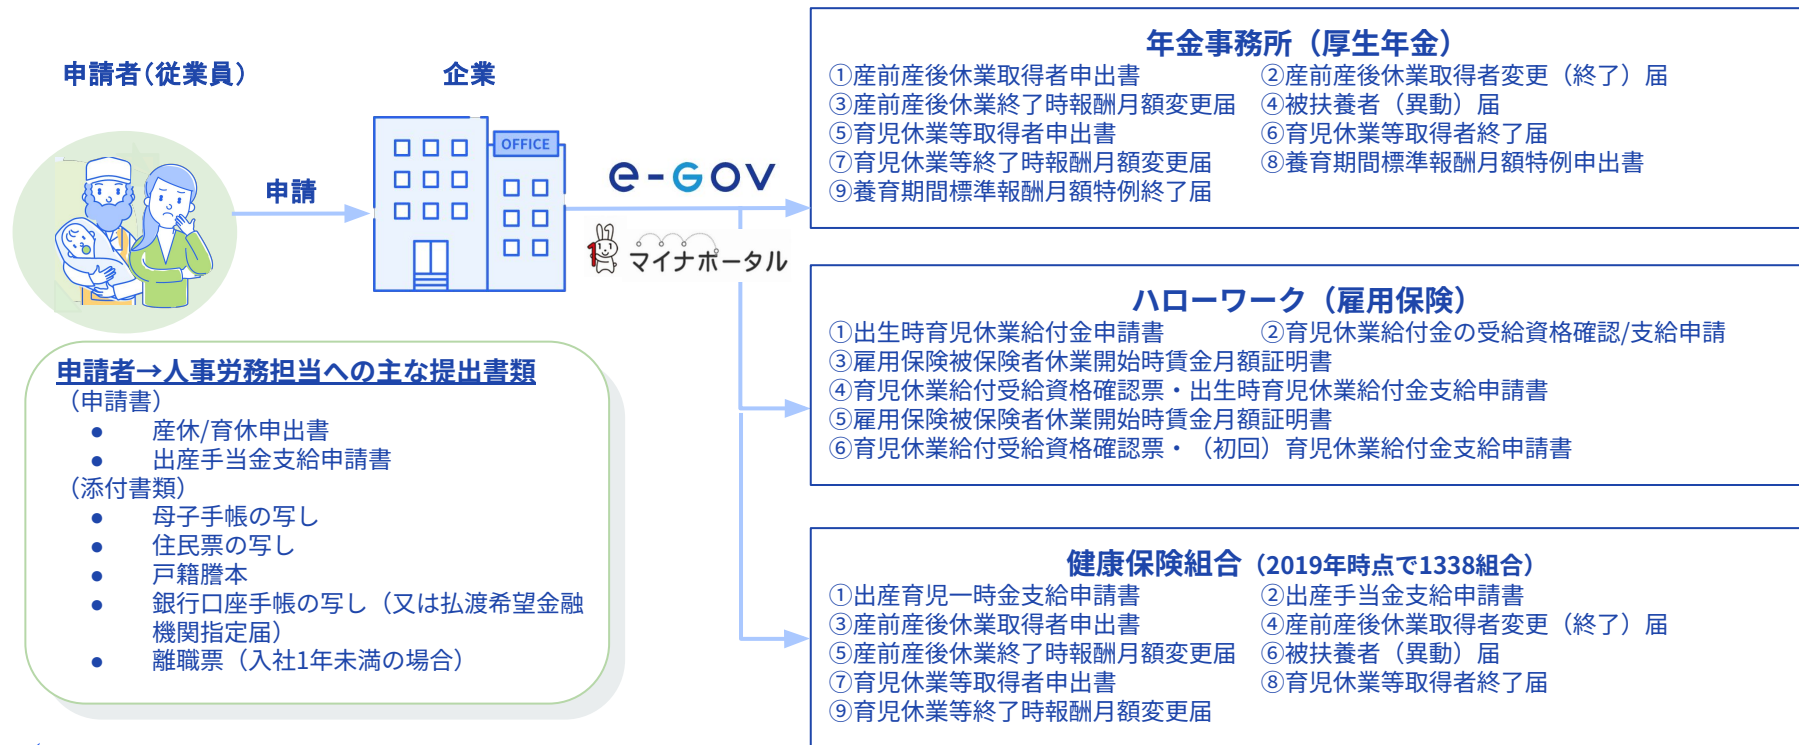 申請者（従業員）
企業
OFFICE
申請
e-GOV
マイナポータル
申請者→人事労務担当への主な提出書類
（申請書）
● 産休/育休申出書
● 出産手当金支給申請書
（添付書類）
● 母子手帳の写し
● 住民票の写し
● 戸籍謄本
● 銀行口座手帳の写し（又は払渡希望金融
機関指定届）
● 離職票（入社1年未満の場合）
年金事務所（厚生年金）
①産前産後休業取得者申出書 ②産前産後休業取得者変更（終了）届
③産前産後休業終了時報酬月額変更届 ④被扶養者（異動）届
⑤育児休業等取得者申出書 ⑥育児休業等取得者終了届
⑦育児休業等終了時報酬月額変更届 ⑧養育期間標準報酬月額特例申出書
⑨養育期間標準報酬月額特例終了届
ハローワーク（雇用保険）
①出生時育児休業給付金申請書 ②育児休業給付金の受給資格確認/支給申請
③雇用保険被保険者休業開始時賃金月額証明書
④育児休業給付受給資格確認票・出生時育児休業給付金支給申請書
⑤雇用保険被保険者休業開始時賃金月額証明書
⑥育児休業給付受給資格確認票・（初回）育児休業給付金支給申請書
健康保険組合（2019年時点で1338組合）
①出産育児一時金支給申請書 ②出産手当金支給申請書
③産前産後休業取得者申出書 ④産前産後休業取得者変更（終了）届
⑤産前産後休業終了時報酬月額変更届 ⑥被扶養者（異動）届
⑦育児休業等取得者申出書 ⑧育児休業等取得者終了届
⑨育児休業等終了時報酬月額変更届